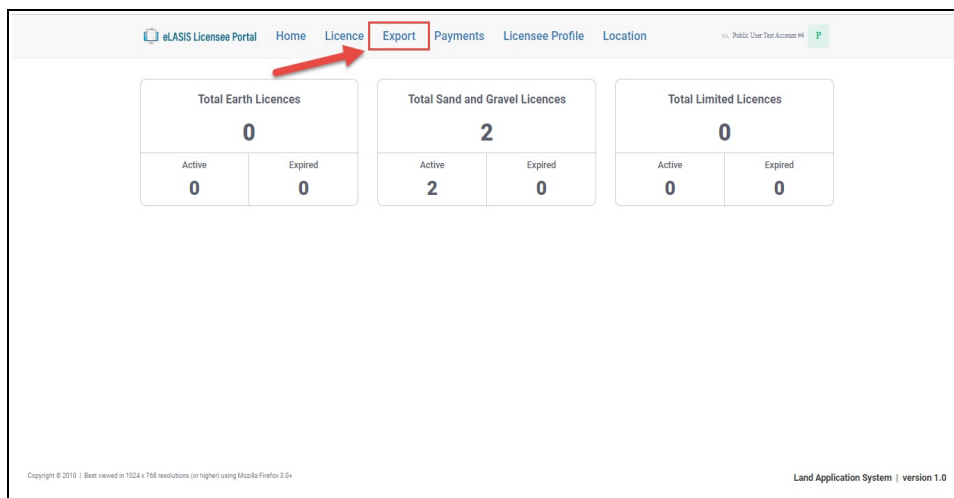 eLASIS Licensee Portal Home Licence Export Payments Licensee Profile Location Hi, Public User Test Account #4 P
Total Earth Licences Total Sand and Gravel Licences Total Limited Licences
0 2 0
Active Expired Active Expired Active Expired
0 0 2 0 0 0
Copyright © 2010 | Best viewed in 1024 x 768 resolutions (or higher) using Mozilla Firefox 3.0+ Land Application System | version 1.0